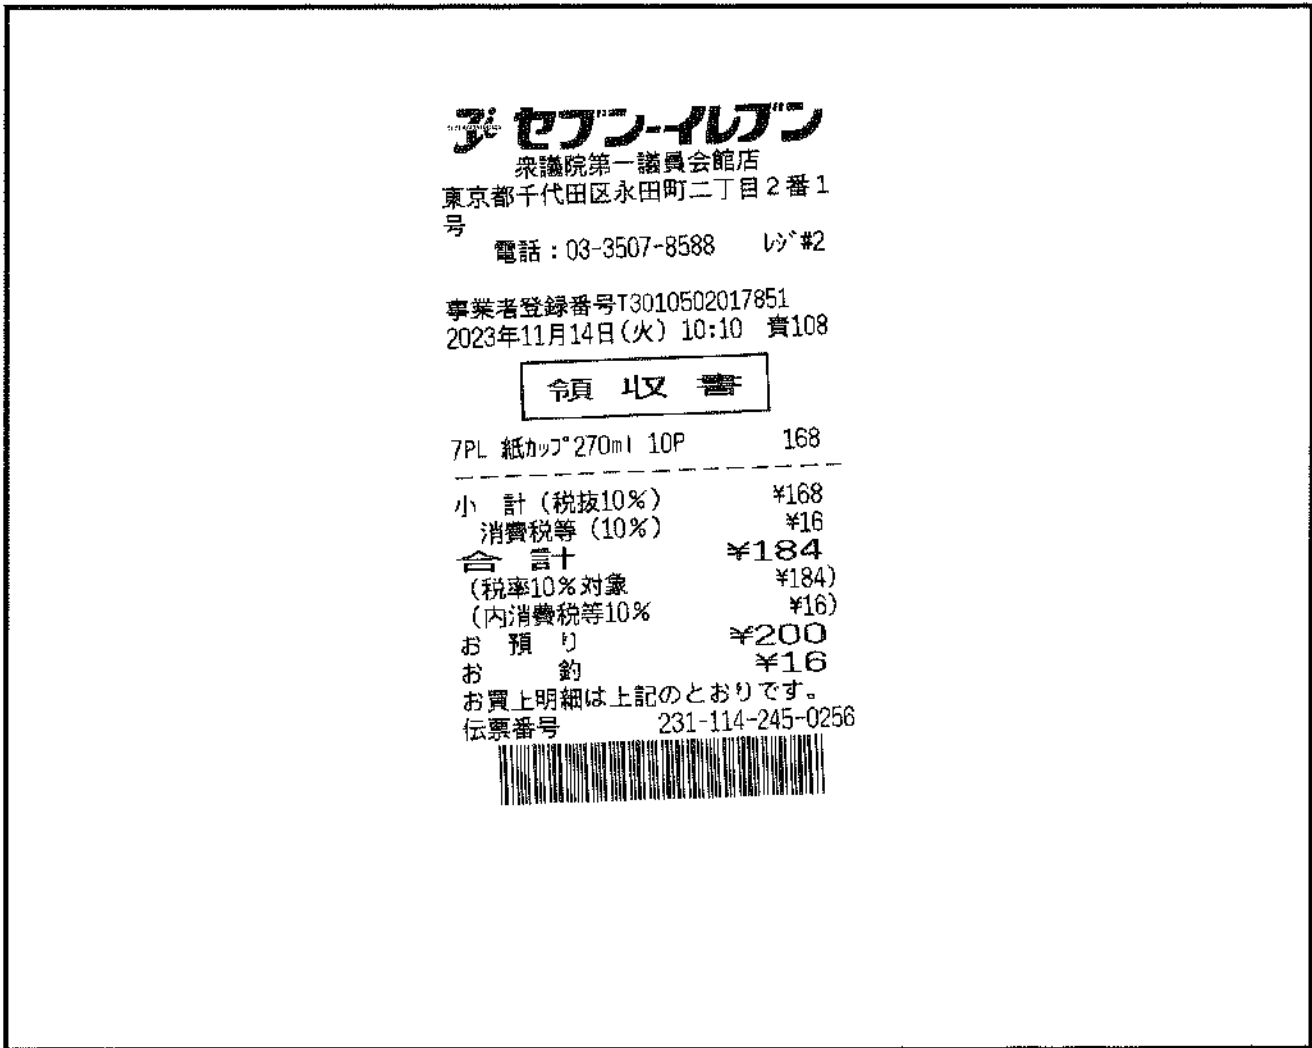 セブン-イレブン
衆議院第一議員会館店
東京都千代田区永田町二丁目2番1
号
電話：03-3507-8588 ﾚｼﾞ#2
事業者登録番号T3010502017851
2023年11月14日(火) 10:10 責108
領収書
7PL 紙ｶｯﾌﾟ270ml 10P 168
小計(税抜10%) ¥168
消費税等(10%) ¥16
合計 ¥184
(税率10%対象 ¥184)
(内消費税等10% ¥16)
お預り ¥200
お釣 ¥16
お買上明細は上記のとおりです。
伝票番号 231-114-245-0256